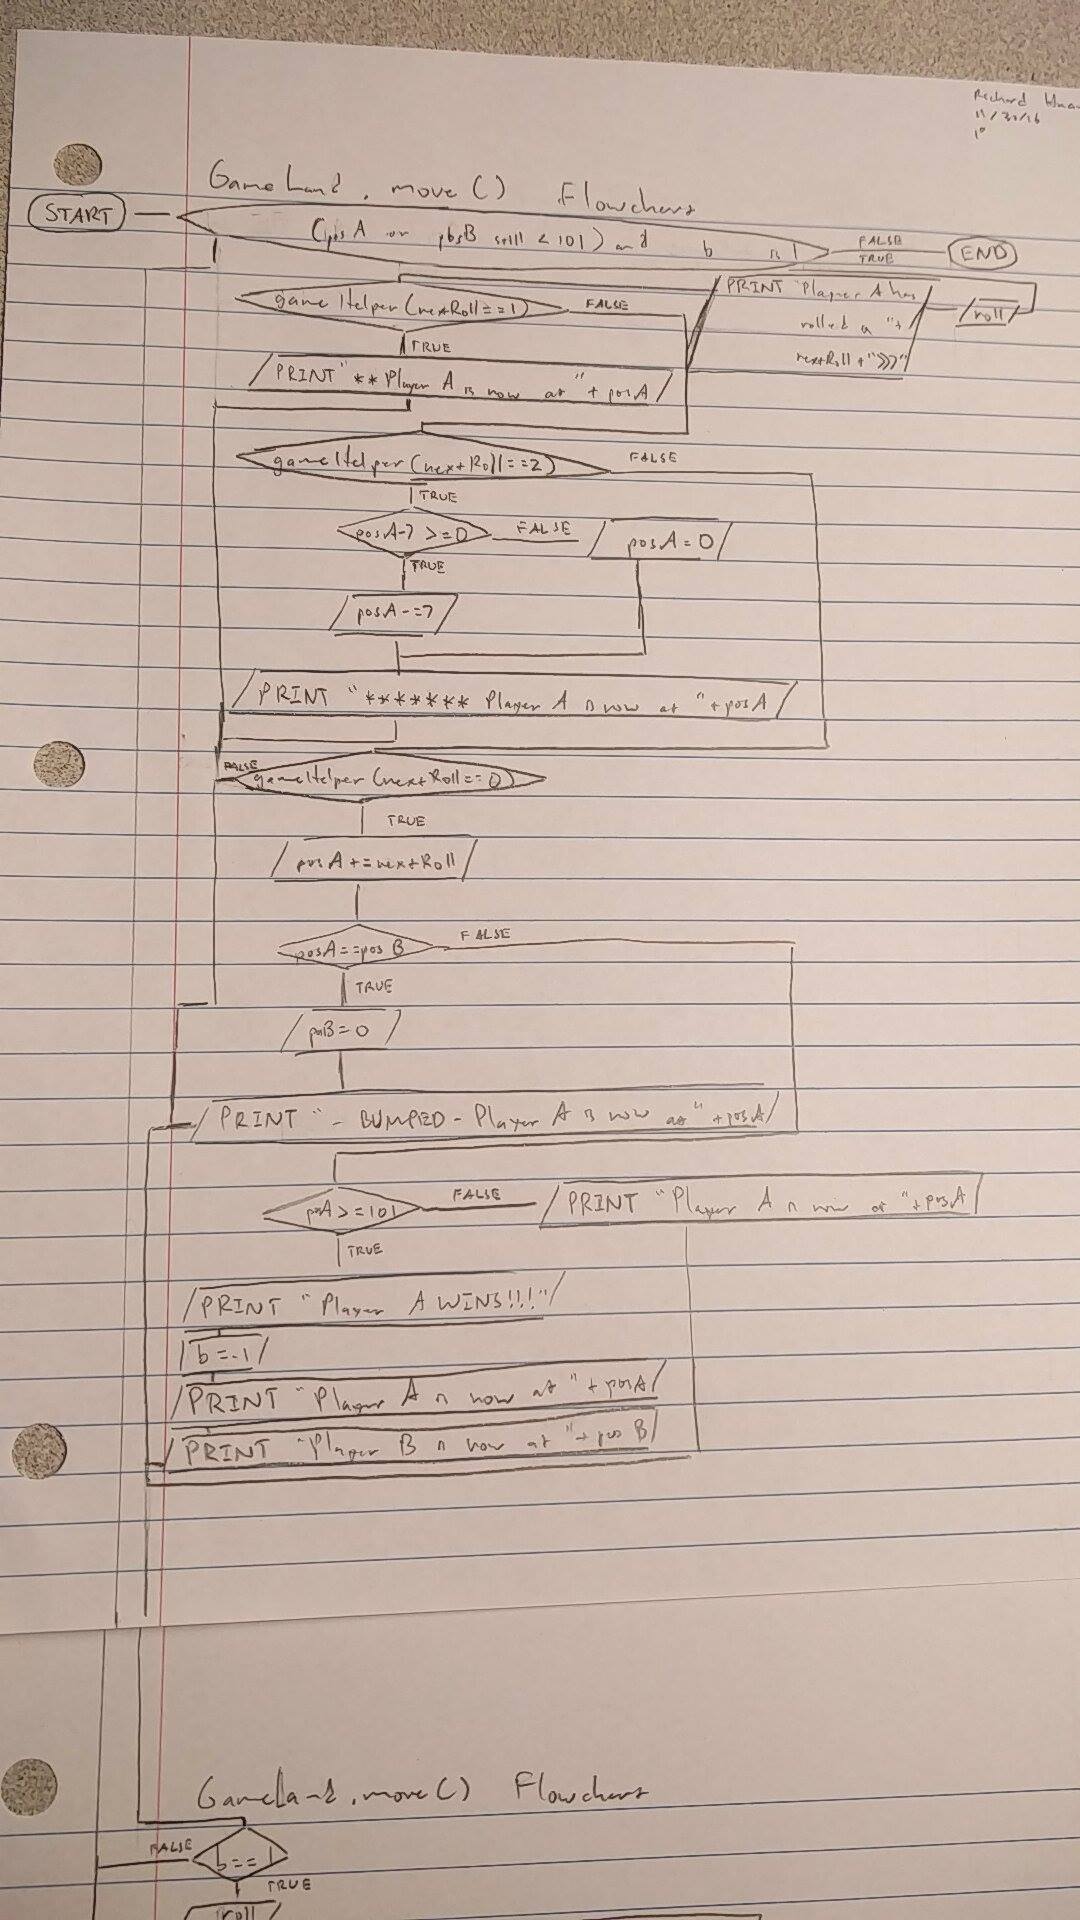 Richard
11/30/16
1°
GameLand.move() Flowchart
START
(posA or posB still < 101) and b is 1
FALSE
TRUE
END
roll
PRINT "Player A has
rolled a "+
nextRoll+">>>"
gameHelper(nextRoll==1)
FALSE
TRUE
PRINT "**Player A is now at "+posA
gameHelper(nextRoll==2)
FALSE
TRUE
posA-7>=0
FALSE
posA=0
TRUE
posA-=7
PRINT "******* Player A is now at "+posA
FALSE
gameHelper(nextRoll==0)
TRUE
posA+=nextRoll
posA==posB
FALSE
TRUE
posB=0
PRINT "-BUMPED-Player A is now at "+posA
posA>=101
FALSE
PRINT "Player A is now at "+posA
TRUE
PRINT "Player A WINS!!!"
b=-1
PRINT "Player A is now at "+posA
PRINT "Player B is now at "+posB
GameLand.move() Flowchart
FALSE
b==1
TRUE
roll